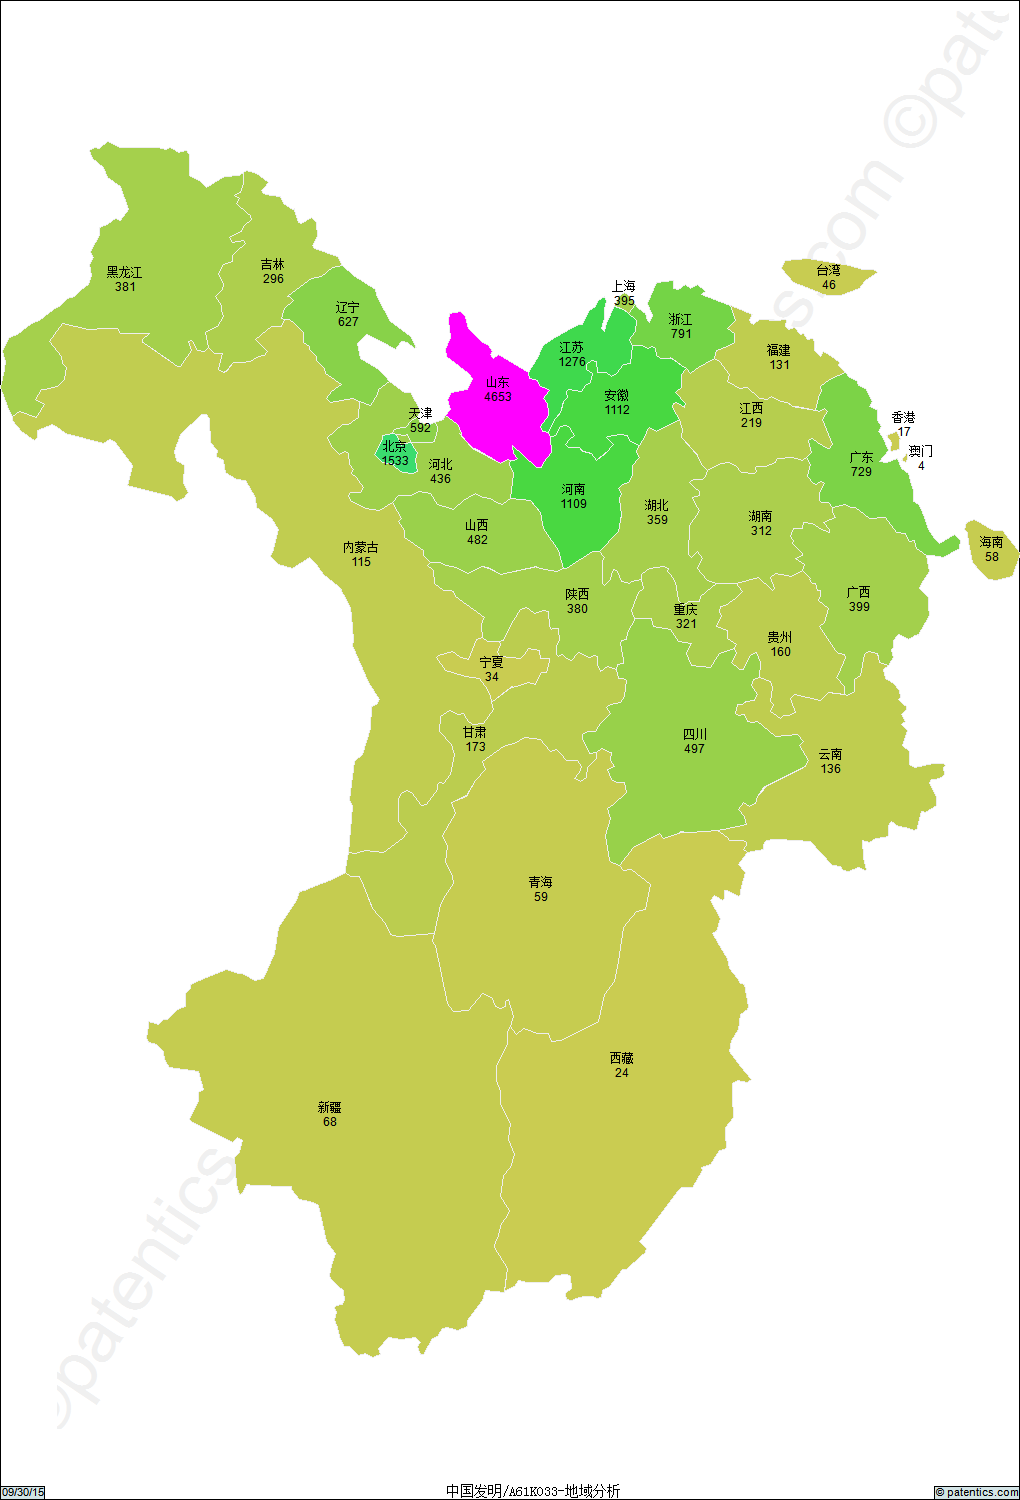 ©patentics.com ©patentics.com
黑龙江
381
吉林
296
辽宁
627
台湾
46
上海
395
浙江
791
江苏
1276
福建
131
山东
4653
安徽
1112
天津
592
江西
219
香港
17
澳门
4
北京
1533
河北
436
广东
729
河南
1109
湖北
359
湖南
312
山西
482
内蒙古
115
海南
58
陕西
380
重庆
321
广西
399
贵州
160
宁夏
34
甘肃
173
四川
497
云南
136
青海
59
西藏
24
新疆
68
09/30/15
中国发明/A61K033-地域分析
© patentics.com